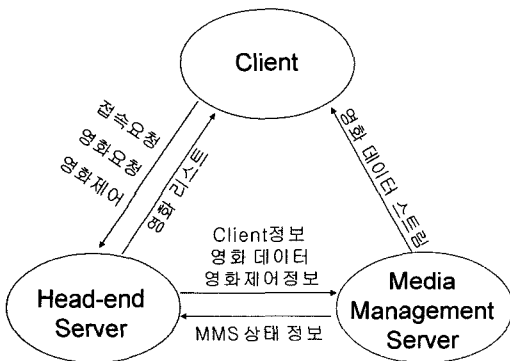 Client
접속요청
영화요청
영화제어
영화 리스트
영화 데이터 스트림
Client정보
영화 데이터
영화제어정보
Head-end
Server
Media
Management
Server
MMS 상태 정보